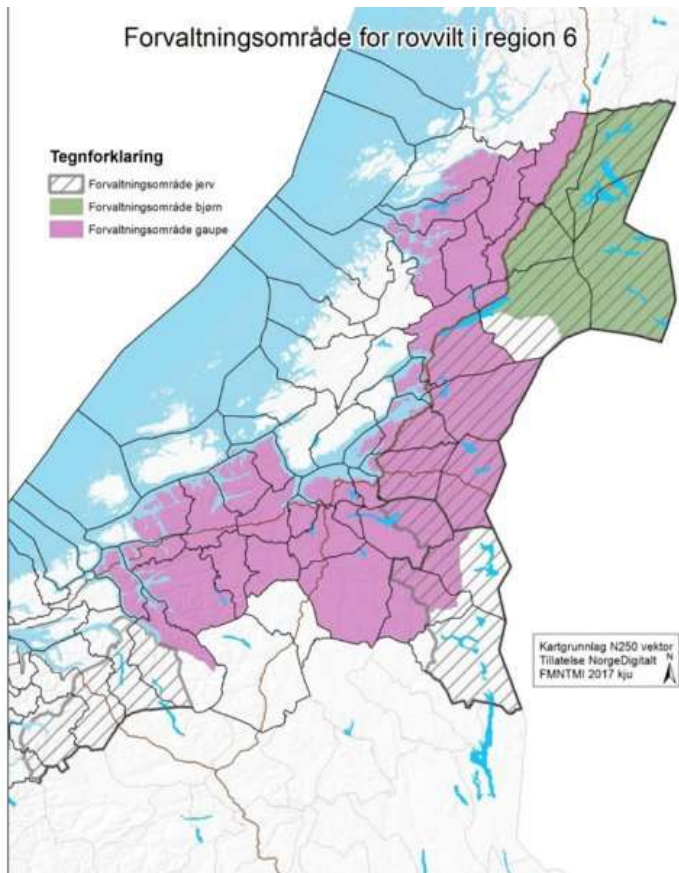 Forvaltningsområde for rovvilt i region 6
Tegnforklaring
Forvaltningsområde jerv
Forvaltningsområde bjørn
Forvaltningsområde gaupe
Kartgrunnlag N250 vektor
Tillatelse NorgeDigitalt
N
FMNTMI 2017 kju